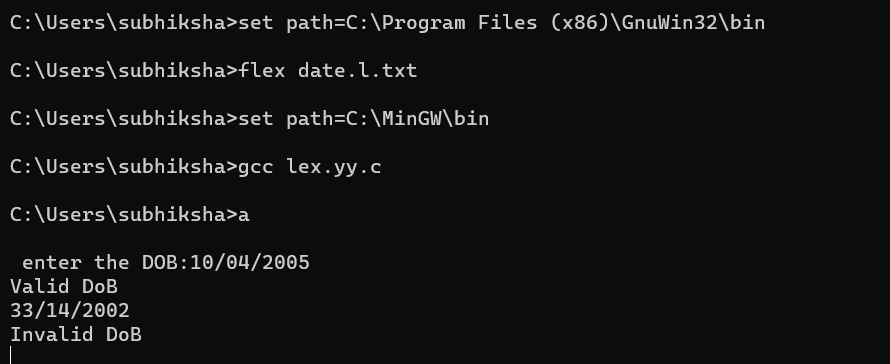 C:\Users\subhiksha>set path=C:\Program Files (x86)\GnuWin32\bin
C:\Users\subhiksha>flex date.l.txt
C:\Users\subhiksha>set path=C:\MinGW\bin
C:\Users\subhiksha>gcc lex.yy.c
C:\Users\subhiksha>a
enter the DOB:10/04/2005
Valid DoB
33/14/2002
Invalid DoB